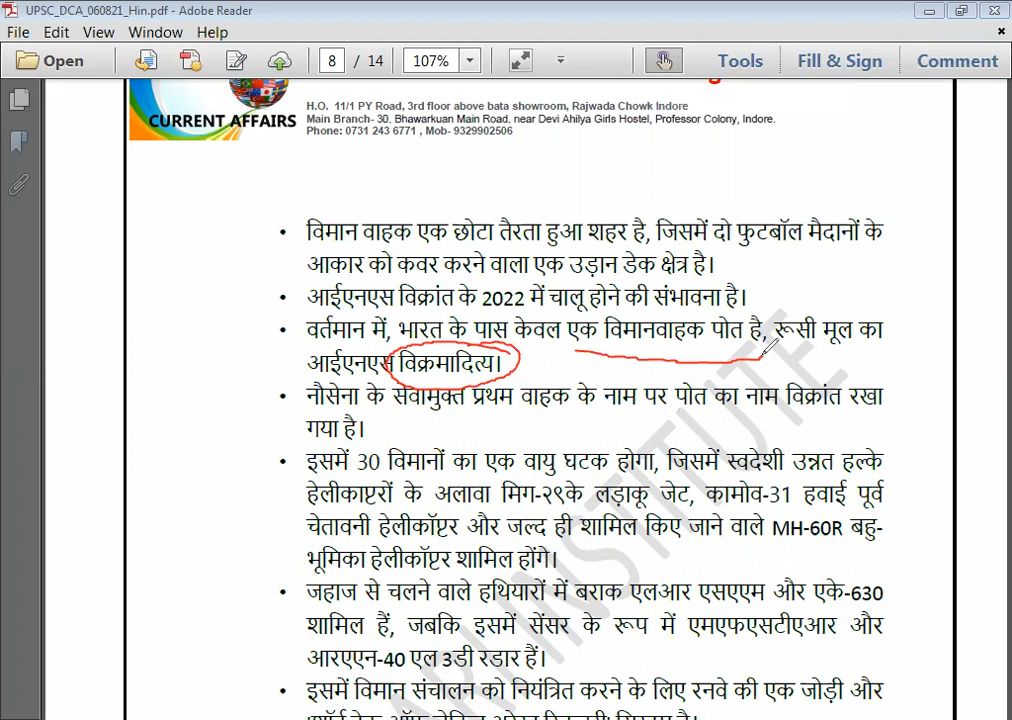 UPSC_DCA_060821_Hin.pdf - Adobe Reader
File Edit View Window Help
Open 8 / 14 107% Tools Fill & Sign Comment
CURRENT AFFAIRS
H.O. 11/1 PY Road, 3rd floor above bata showroom, Rajwada Chowk Indore
Main Branch- 30, Bhawarkuan Main Road, near Devi Ahilya Girls Hostel, Professor Colony, Indore.
Phone: 0731 243 6771 , Mob- 9329902506
• विमान वाहक एक छोटा तैरता हुआ शहर है, जिसमें दो फुटबॉल मैदानों के
आकार को कवर करने वाला एक उड़ान डेक क्षेत्र है।
• आईएनएस विक्रांत के 2022 में चालू होने की संभावना है।
• वर्तमान में, भारत के पास केवल एक विमानवाहक पोत है, रूसी मूल का
आईएनएस विक्रमादित्य।
• नौसेना के सेवामुक्त प्रथम वाहक के नाम पर पोत का नाम विक्रांत रखा
गया है।
• इसमें 30 विमानों का एक वायु घटक होगा, जिसमें स्वदेशी उन्नत हल्के
हेलीकाप्टरों के अलावा मिग-२९के लड़ाकू जेट, कामोव-31 हवाई पूर्व
चेतावनी हेलीकॉप्टर और जल्द ही शामिल किए जाने वाले MH-60R बहु-
भूमिका हेलीकॉप्टर शामिल होंगे।
• जहाज से चलने वाले हथियारों में बराक एलआर एसएएम और एके-630
शामिल हैं, जबकि इसमें सेंसर के रूप में एमएफएसटीएआर और
आरएएन-40 एल 3डी रडार हैं।
• इसमें विमान संचालन को नियंत्रित करने के लिए रनवे की एक जोड़ी और
ARI INSTITUTE